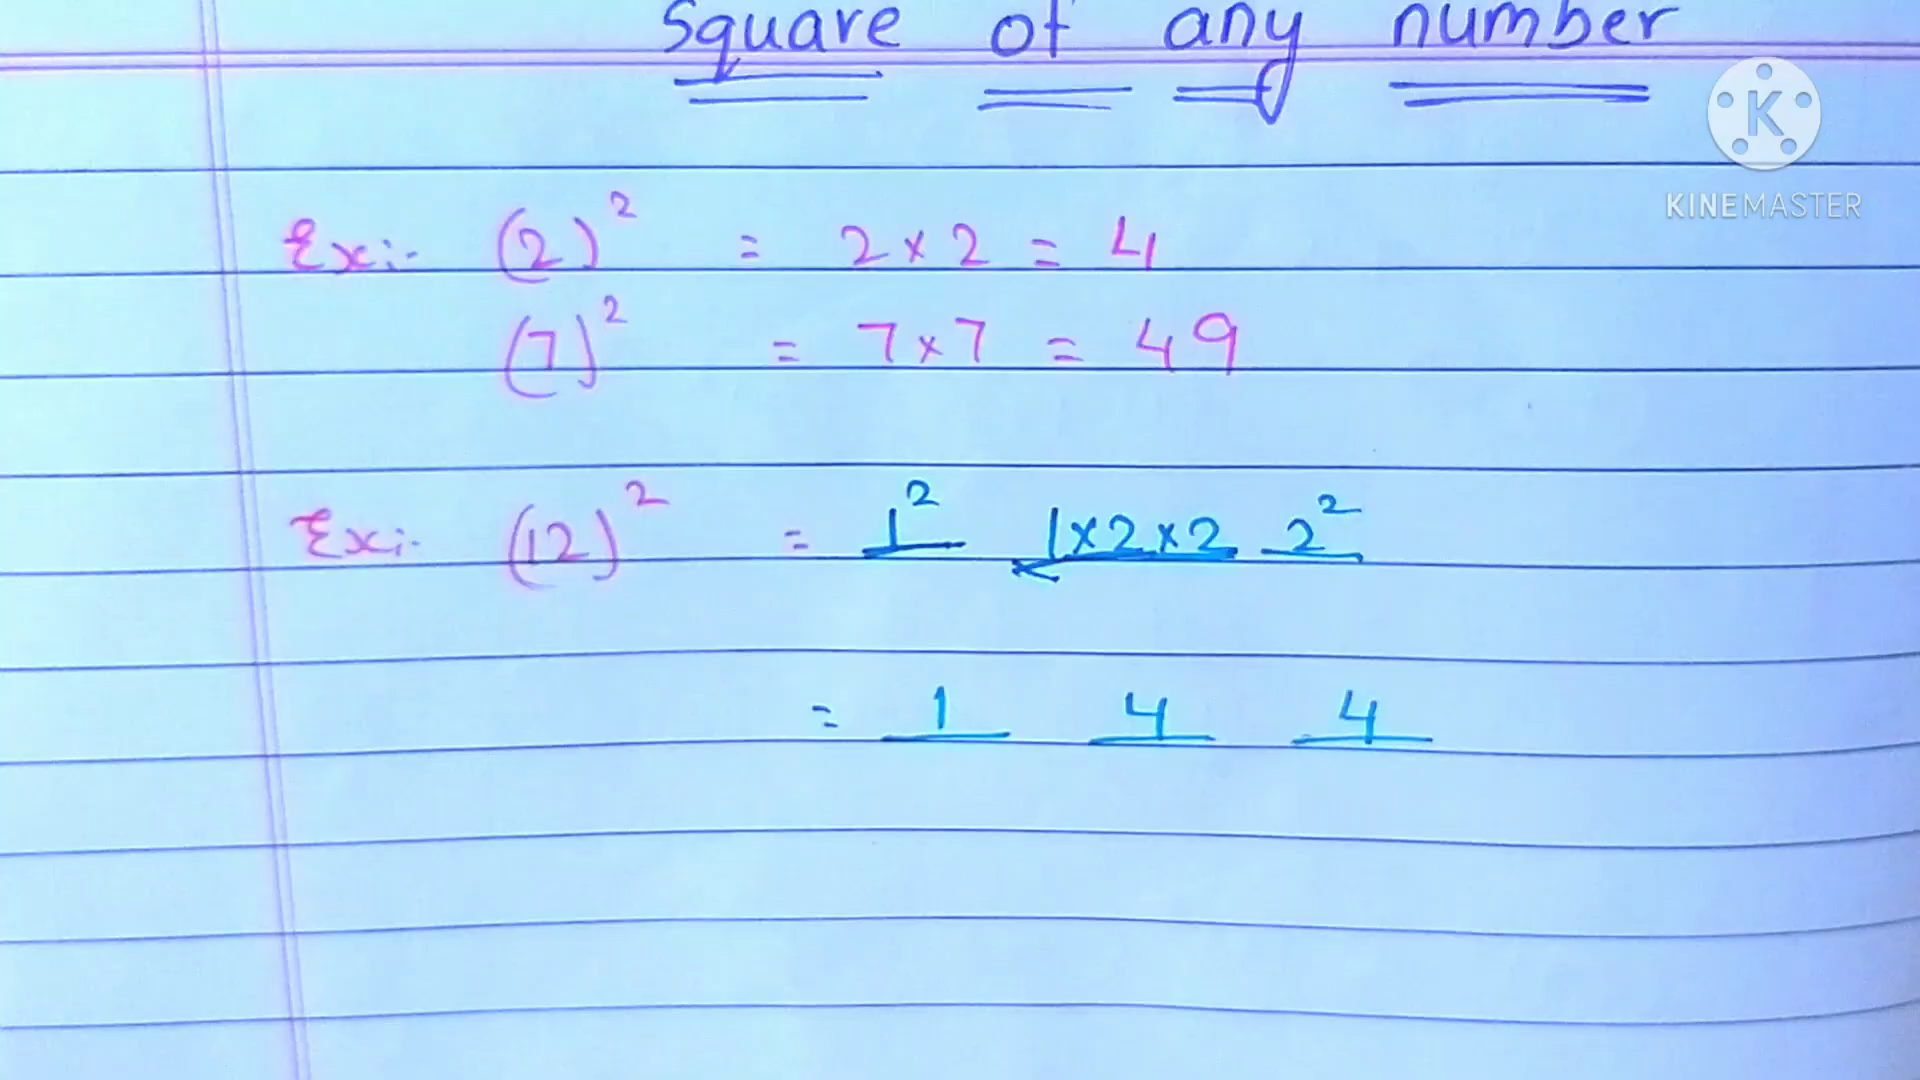 Square of any number
K
KINEMASTER
Ex:- (2)² = 2×2 = 4
(7)² = 7×7 = 49
Ex:- (12)² = 1² 1×2×2 2²
= 1 4 4